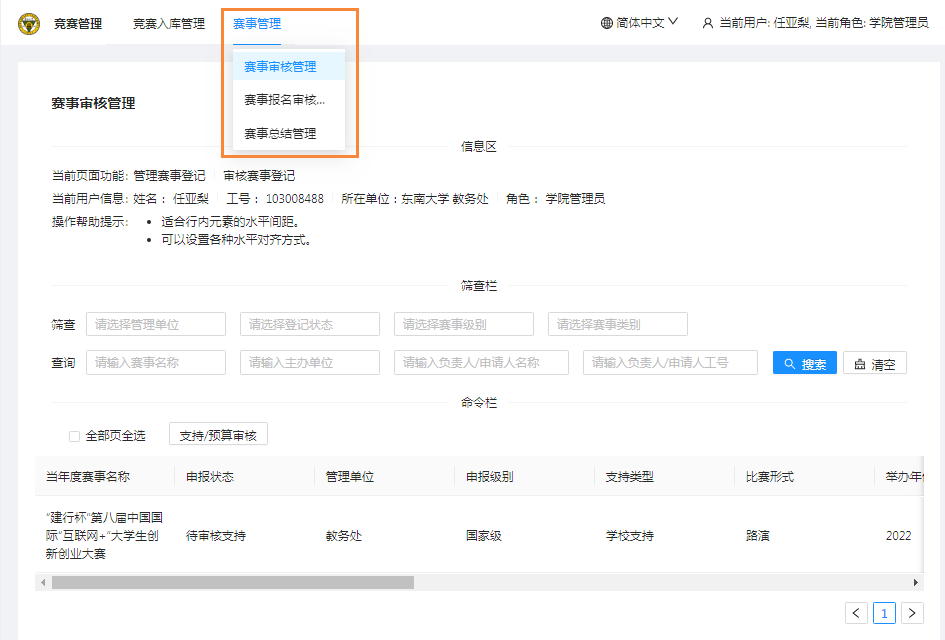 竞赛管理 竞赛入库管理 赛事管理 简体中文 当前用户: 任亚梨, 当前角色: 学院管理员
赛事审核管理
赛事报名审核...
赛事总结管理
赛事审核管理
信息区
当前页面功能: 管理赛事登记 审核赛事登记
当前用户信息: 姓名： 任亚梨 工号： 103008488 所在单位：东南大学 教务处 角色： 学院管理员
操作帮助提示: • 适合行内元素的水平间距。
• 可以设置各种水平对齐方式。
筛查栏
筛查 请选择管理单位 请选择登记状态 请选择赛事级别 请选择赛事类别
查询 请输入赛事名称 请输入主办单位 请输入负责人/申请人名称 请输入负责人/申请人工号 搜索 清空
命令栏
全部页全选 支持/预算审核
当年度赛事名称 申报状态 管理单位 申报级别 支持类型 比赛形式 举办年
“建行杯”第八届中国国
际“互联网+”大学生创
新创业大赛
待审核支持 教务处 国家级 学校支持 路演 2022
1